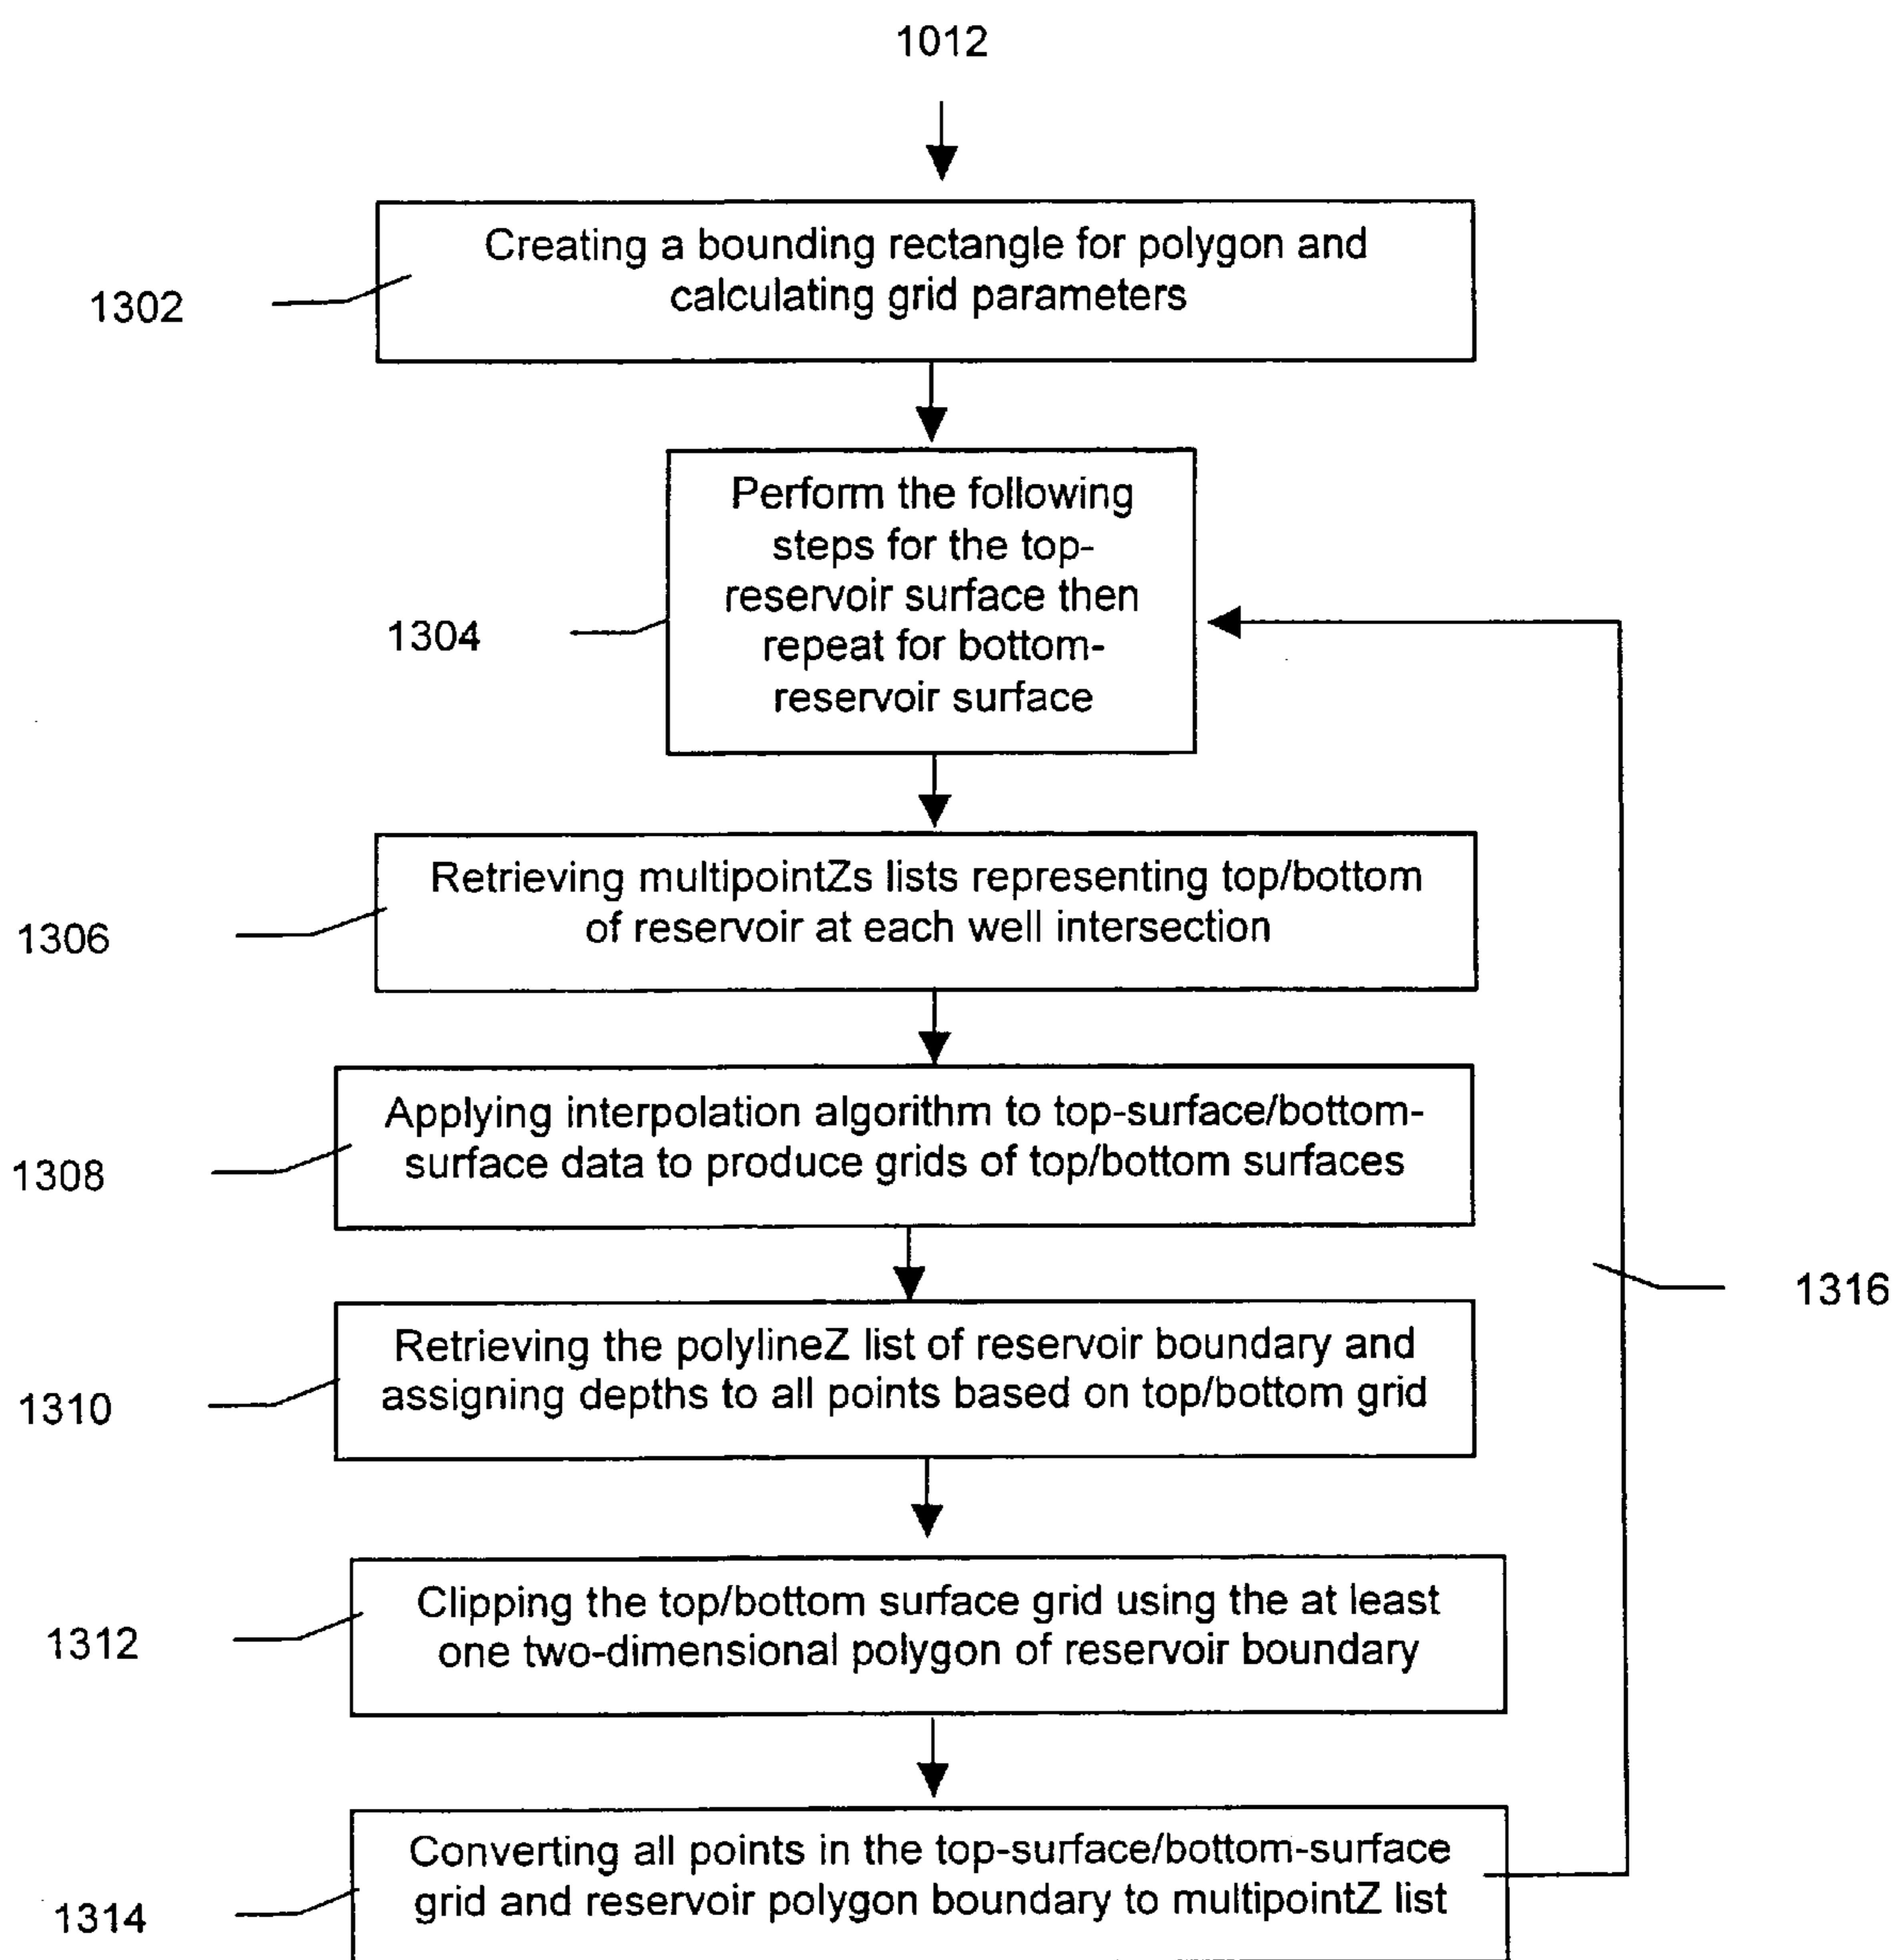 1012
Creating a bounding rectangle for polygon and
calculating grid parameters
1302
Perform the following
steps for the top-
reservoir surface then
repeat for bottom-
reservoir surface
1304
Retrieving multipointZs lists representing top/bottom
of reservoir at each well intersection
1306
Applying interpolation algorithm to top-surface/bottom-
surface data to produce grids of top/bottom surfaces
1308
1316
Retrieving the polylineZ list of reservoir boundary and
assigning depths to all points based on top/bottom grid
1310
Clipping the top/bottom surface grid using the at least
one two-dimensional polygon of reservoir boundary
1312
Converting all points in the top-surface/bottom-surface
grid and reservoir polygon boundary to multipointZ list
1314